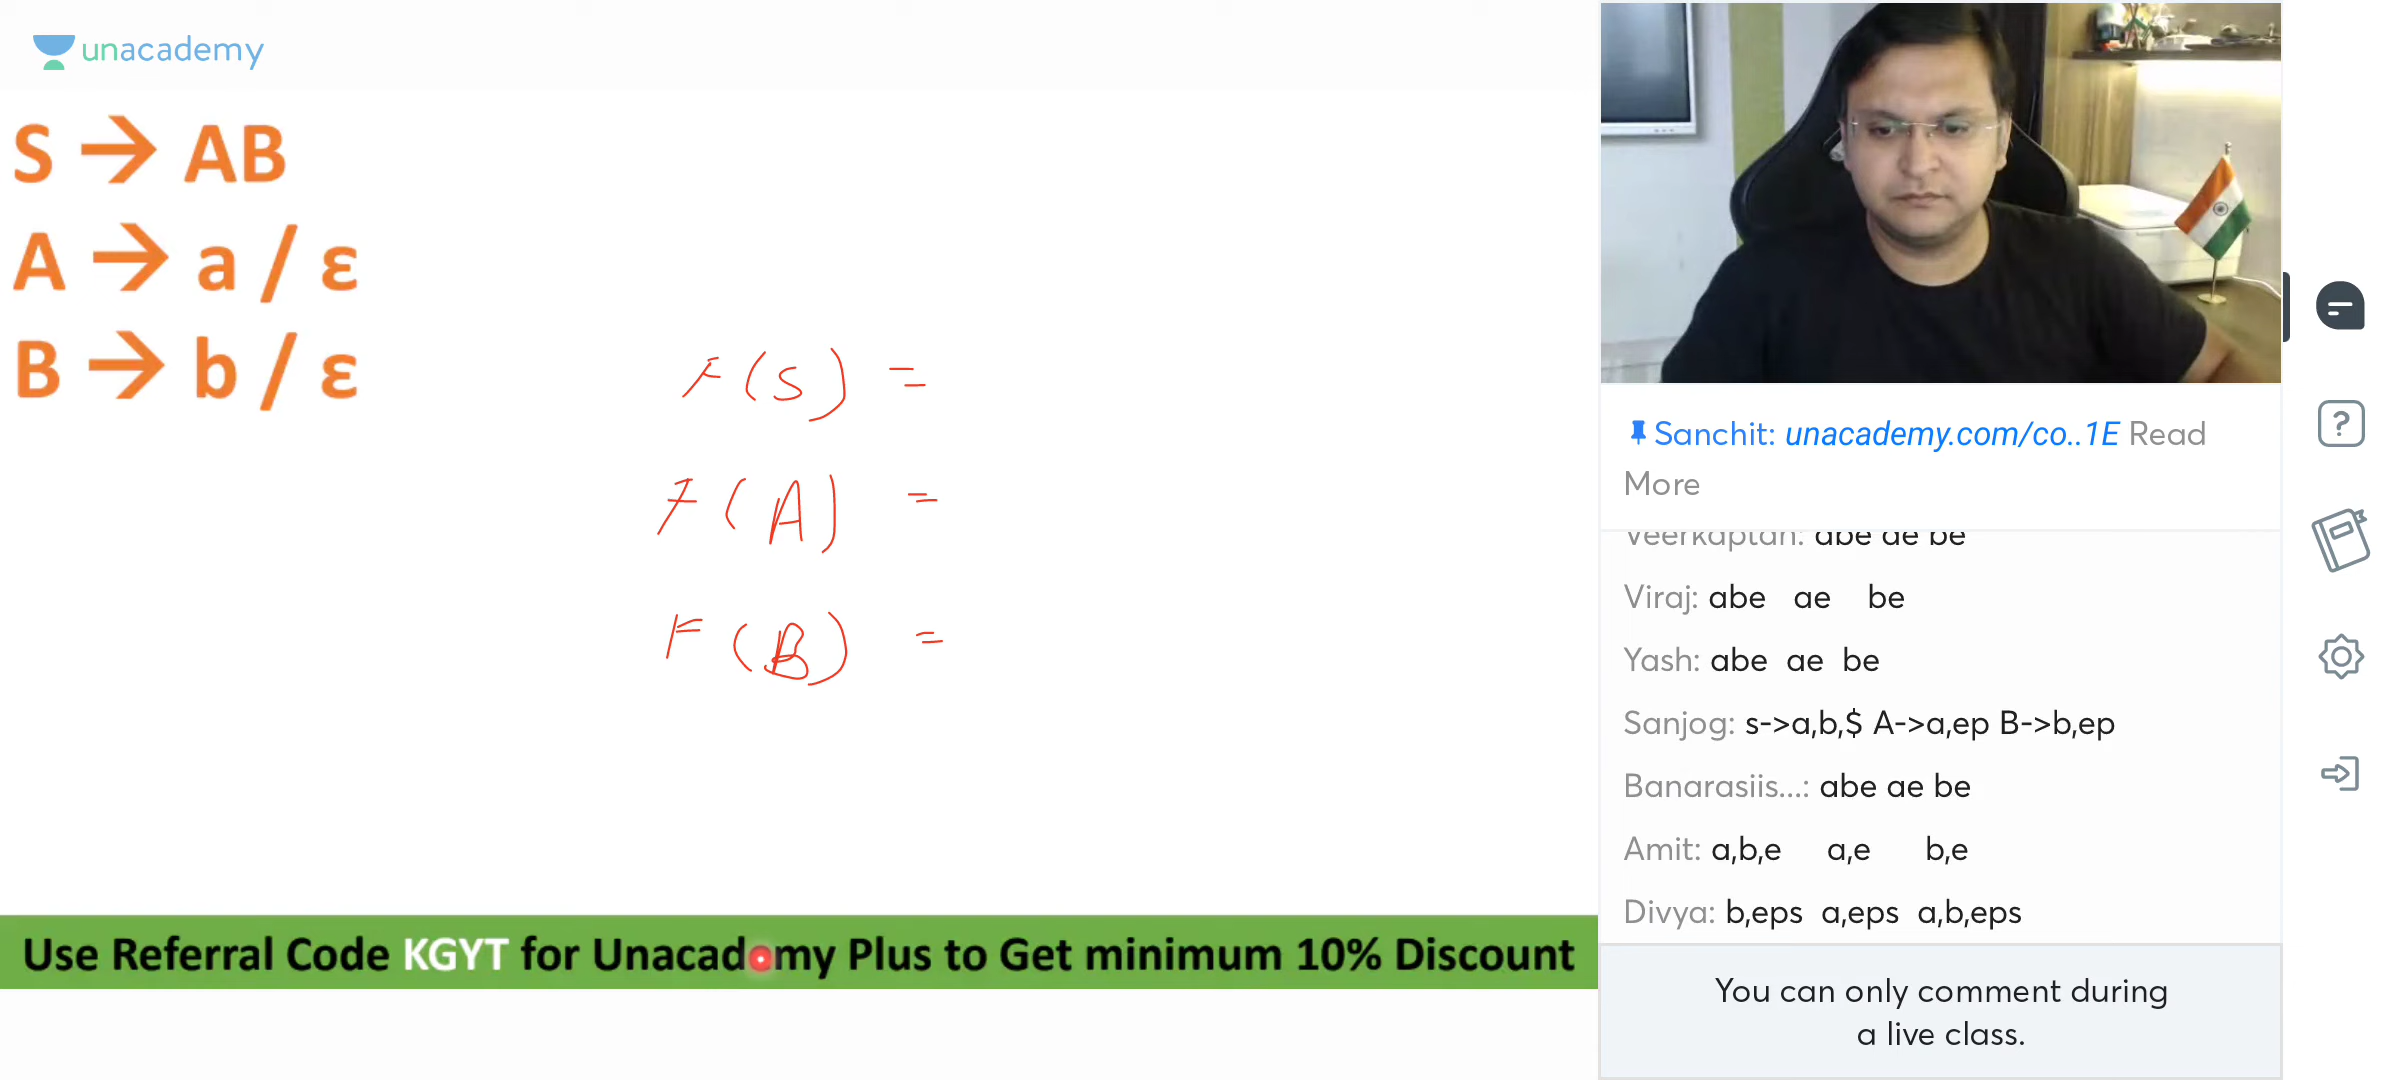 unacademy
S → AB
A → a / ε
B → b / ε
F(S) =
F(A) =
F(B) =
Use Referral Code KGYT for Unacademy Plus to Get minimum 10% Discount
Sanchit: unacademy.com/co..1E Read
More
Veerkaptan: abe ae be
Viraj: abe ae be
Yash: abe ae be
Sanjog: s->a,b,$ A->a,ep B->b,ep
Banarasiis...: abe ae be
Amit: a,b,e a,e b,e
Divya: b,eps a,eps a,b,eps
You can only comment during
a live class.
?